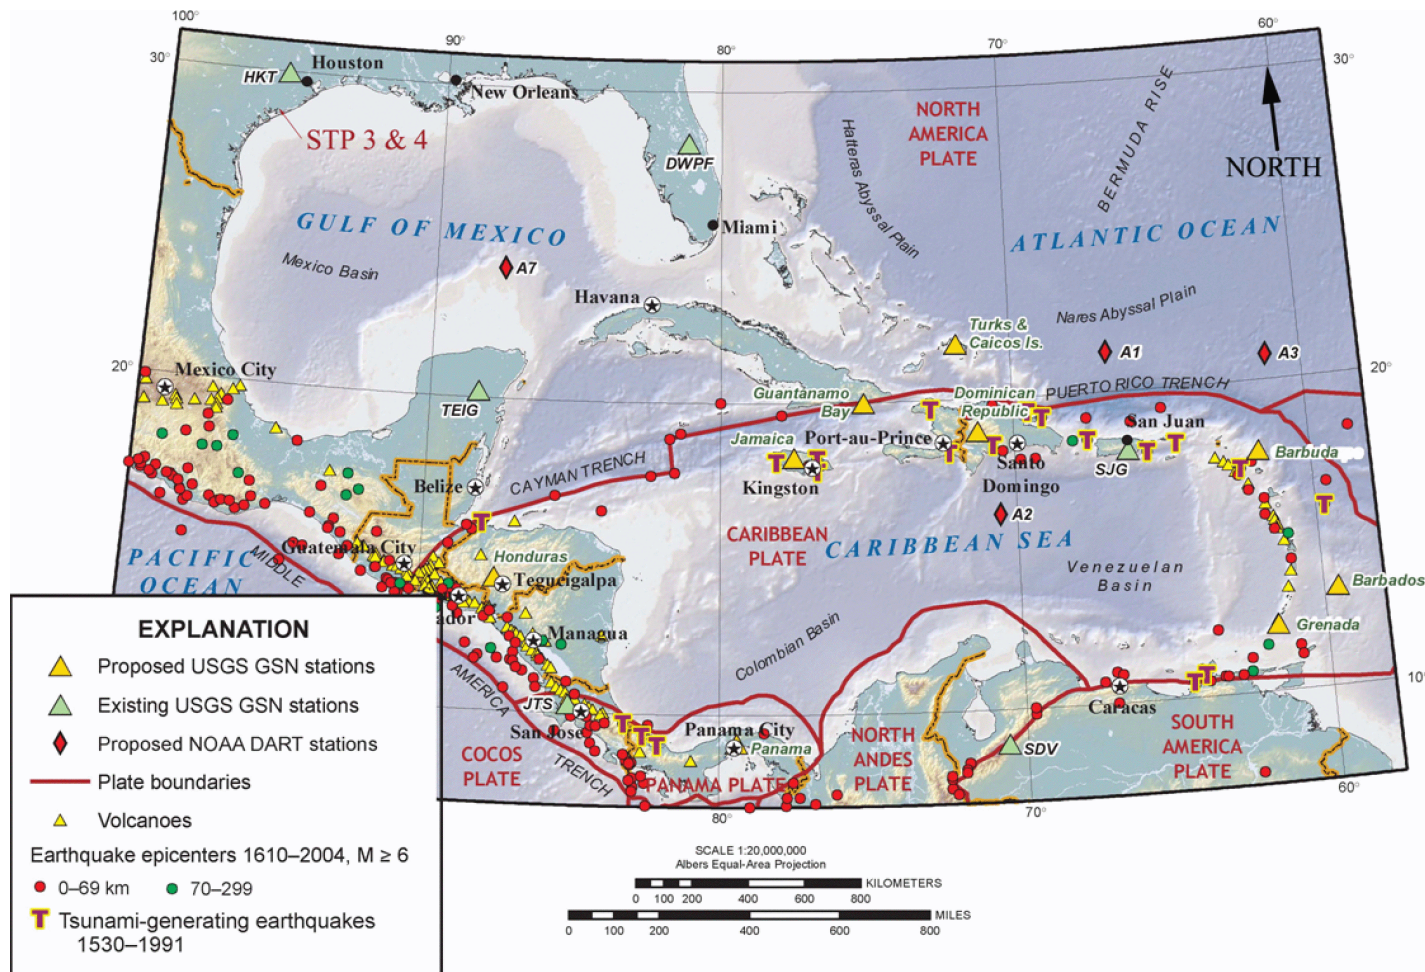 100°
90°
80°
70°
60°
30°
30°
HKT
Houston
New Orleans
STP 3 & 4
DWPF
Miami
NORTH
AMERICA
PLATE
Hatteras Abyssal Plain
BERMUDA RISE
NORTH
GULF OF MEXICO
ATLANTIC OCEAN
Mexico Basin
A7
Havana
Nares Abyssal Plain
Turks &
Caicos Is.
A1
A3
20°
20°
Mexico City
TEIG
Guantanamo
Bay
Dominican
Republic
PUERTO RICO TRENCH
San Juan
Jamaica
Port-au-Prince
Kingston
Santo
Domingo
SJG
Barbuda
CAYMAN TRENCH
Belize
A2
CARIBBEAN
PLATE
CARIBBEAN SEA
PACIFIC
OCEAN
MIDDLE
Guatemala City
Honduras
Tegucigalpa
Venezuelan
Basin
Barbados
Grenada
ador
Managua
Colombian Basin
AMERICA
10°
JTS
San Jose
Panama City
Panama
Caracas
COCOS
PLATE
TRENCH
PANAMA PLATE
NORTH
ANDES
PLATE
SDV
SOUTH
AMERICA
PLATE
80°
70°
60°
EXPLANATION
Proposed USGS GSN stations
Existing USGS GSN stations
Proposed NOAA DART stations
Plate boundaries
Volcanoes
Earthquake epicenters 1610–2004, M ≥ 6
0–69 km 70–299
T Tsunami-generating earthquakes
1530–1991
SCALE 1:20,000,000
Albers Equal-Area Projection
KILOMETERS
0 100 200 400 600 800
MILES
0 100 200 400 600 800